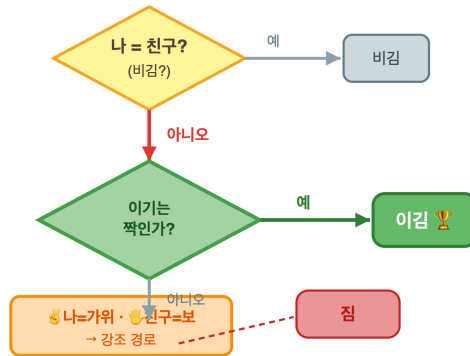 나 = 친구?
(비김?)
예
비김
아니오
이기는
짝인가?
예
이김 🏆
아니오
✌️나=가위 · 🖐친구=보
→ 강조 경로
짐